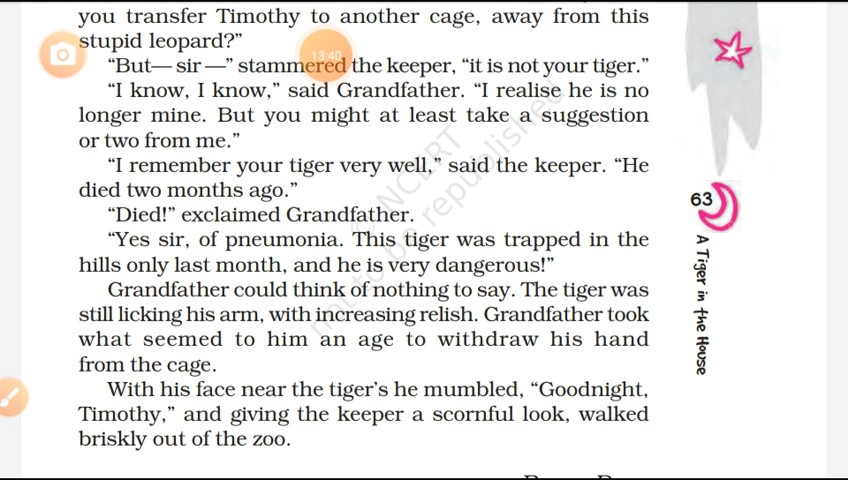 you transfer Timothy to another cage, away from this
stupid leopard?”
13:40
“But— sir —” stammered the keeper, “it is not your tiger.”
“I know, I know,” said Grandfather. “I realise he is no
longer mine. But you might at least take a suggestion
or two from me.”
“I remember your tiger very well,” said the keeper. “He
died two months ago.”
“Died!” exclaimed Grandfather.
“Yes sir, of pneumonia. This tiger was trapped in the
hills only last month, and he is very dangerous!”
Grandfather could think of nothing to say. The tiger was
still licking his arm, with increasing relish. Grandfather took
what seemed to him an age to withdraw his hand
from the cage.
With his face near the tiger’s he mumbled, “Goodnight,
Timothy,” and giving the keeper a scornful look, walked
briskly out of the zoo.
63
A Tiger in the House
© NCERT
not to be republished